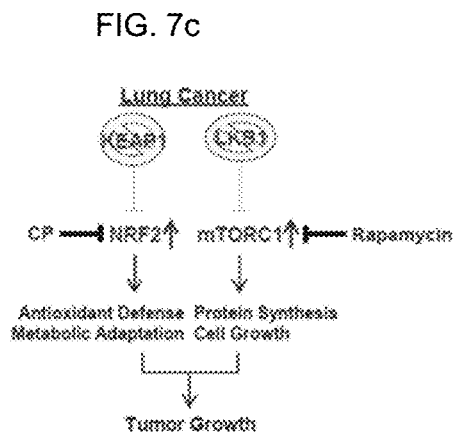 FIG. 7c
Lung Cancer
KEAP1 LKB1
CP NRF2 mTORC1 Rapamycin
Antioxidant Defense Protein Synthesis
Metabolic Adaptation Cell Growth
Tumor Growth